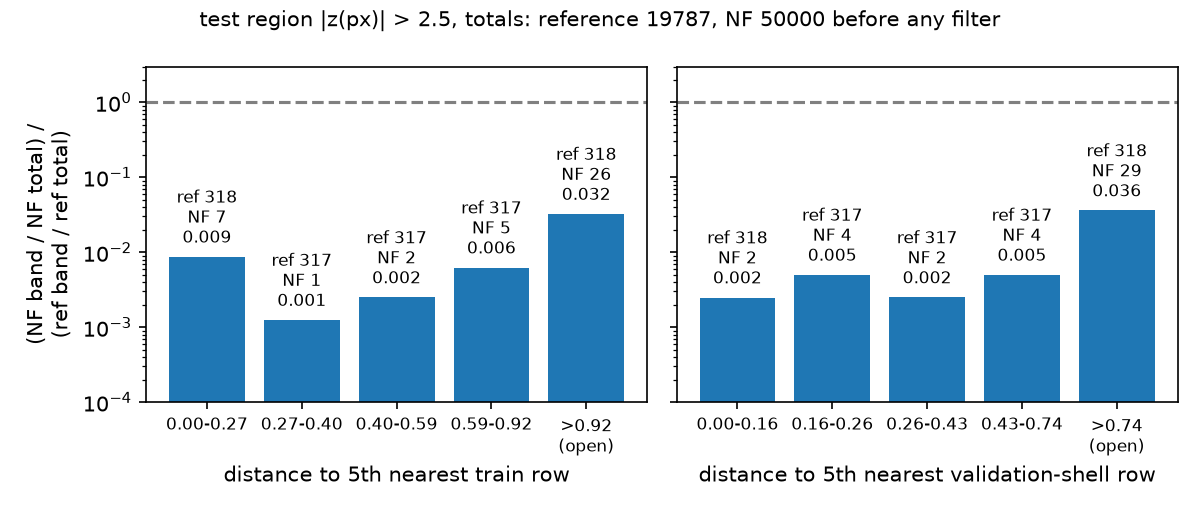 test region |z(px)| > 2.5, totals: reference 19787, NF 50000 before any filter
(NF band / NF total) /
(ref band / ref total)
10⁰
10⁻¹
10⁻²
10⁻³
10⁻⁴
ref 318
NF 7
0.009
ref 317
NF 1
0.001
ref 317
NF 2
0.002
ref 317
NF 5
0.006
ref 318
NF 26
0.032
0.00-0.27
0.27-0.40
0.40-0.59
0.59-0.92
>0.92
(open)
distance to 5th nearest train row
ref 318
NF 2
0.002
ref 317
NF 4
0.005
ref 317
NF 2
0.002
ref 317
NF 4
0.005
ref 318
NF 29
0.036
0.00-0.16
0.16-0.26
0.26-0.43
0.43-0.74
>0.74
(open)
distance to 5th nearest validation-shell row